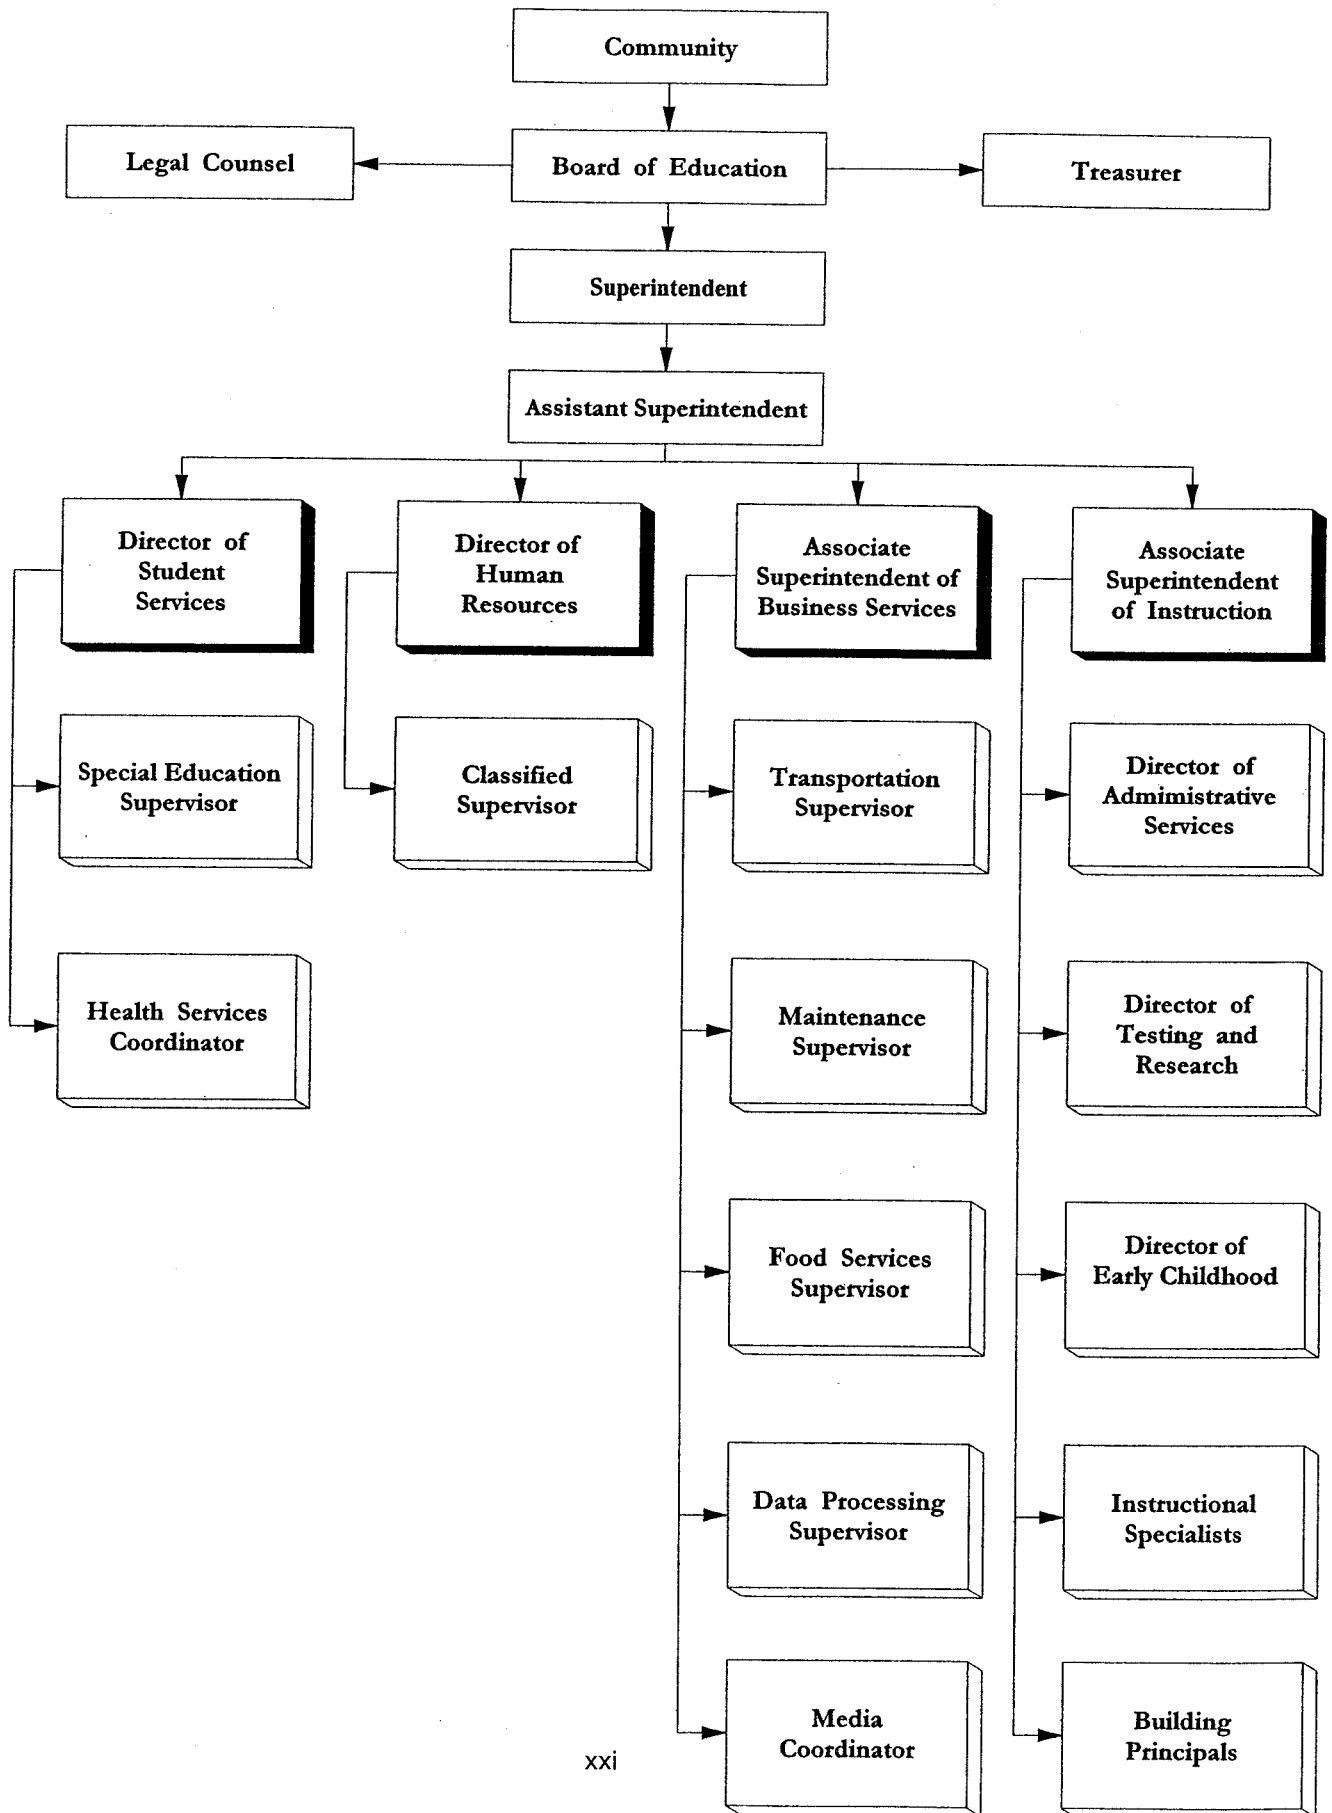 Community
Legal Counsel
Board of Education
Treasurer
Superintendent
Assistant Superintendent
Director of
Student
Services
Director of
Human
Resources
Associate
Superintendent of
Business Services
Associate
Superintendent
of Instruction
Special Education
Supervisor
Classified
Supervisor
Transportation
Supervisor
Director of
Admimistrative
Services
Health Services
Coordinator
Maintenance
Supervisor
Director of
Testing and
Research
Food Services
Supervisor
Director of
Early Childhood
Data Processing
Supervisor
Instructional
Specialists
Media
Coordinator
Building
Principals
xxi